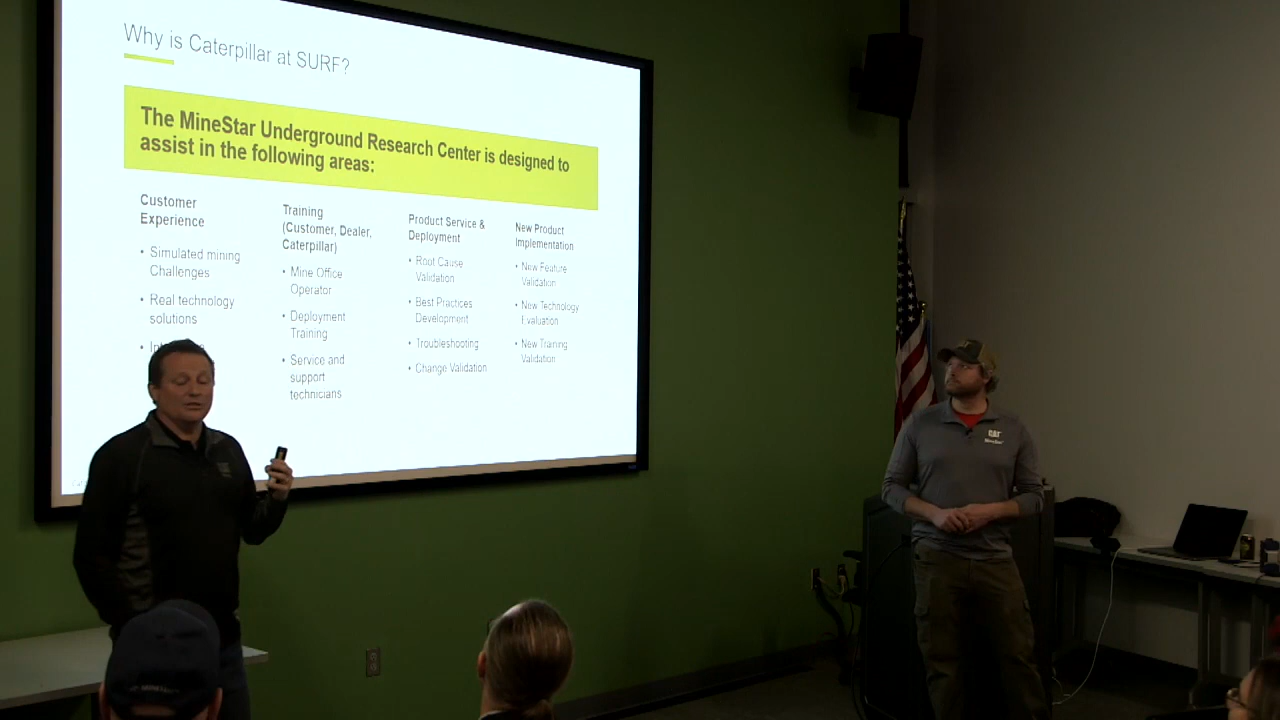 Why is Caterpillar at SURF?
The MineStar Underground Research Center is designed to
assist in the following areas:
Customer
Experience
• Simulated mining
Challenges
• Real technology
solutions
Training
(Customer, Dealer,
Caterpillar)
• Mine Office
Operator
• Deployment
Training
• Service and
support
technicians
Product Service &
Deployment
• Root Cause
Validation
• Best Practices
Development
• Troubleshooting
• Change Validation
New Product
Implementation
• New Feature
Validation
• New Technology
Evaluation
• New Training
Validation
CAT
MineStar